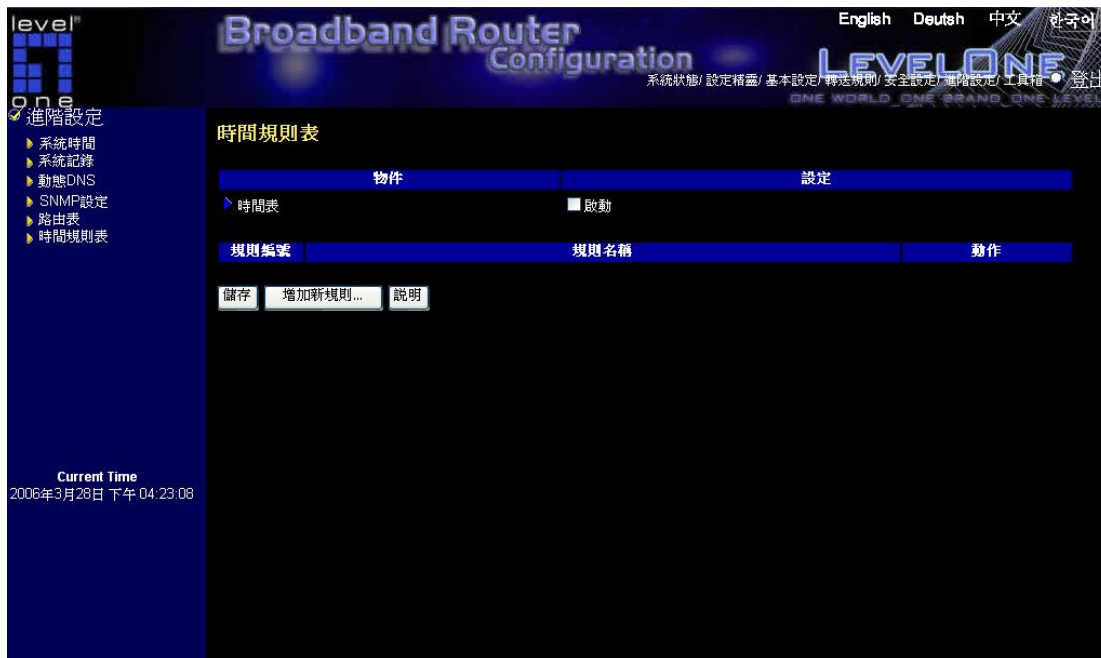 level®
one
Broadband Router
Configuration
English Deutsh 中文 한국어
LEVELONE
系統狀態/ 設定精靈/ 基本設定/ 轉送規則/ 安全設定/ 進階設定/ 工具箱 登出
ONE WORLD ONE BRAND ONE LEVEL
進階設定
系統時間
系統記錄
動態DNS
SNMP設定
路由表
時間規則表
Current Time
2006年3月28日 下午 04:23:08
時間規則表
物件 設定
時間表 啟動
規則編號 規則名稱 動作
儲存 增加新規則... 說明